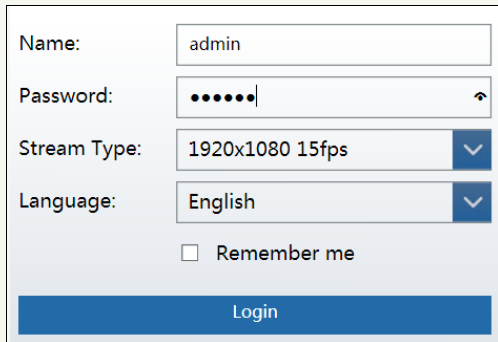 Name: admin
Password: ••••••
Stream Type: 1920x1080 15fps
Language: English
Remember me
Login